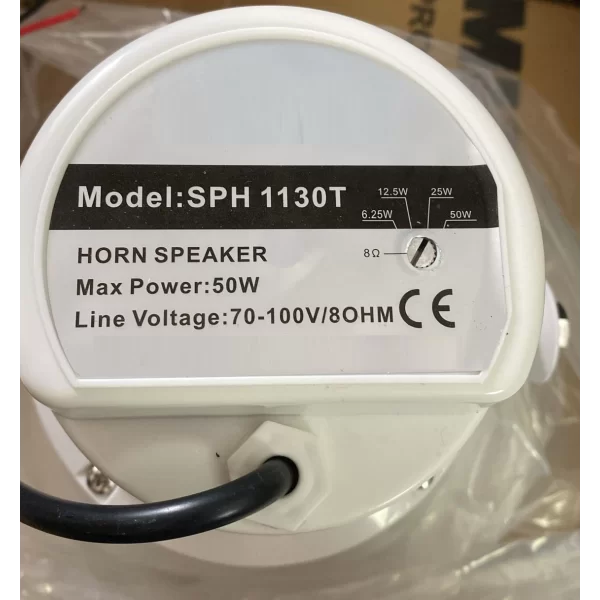 Model:SPH 1130T
12.5W 25W
6.25W 50W
8Ω
HORN SPEAKER
Max Power:50W
Line Voltage:70-100V/8OHM CE